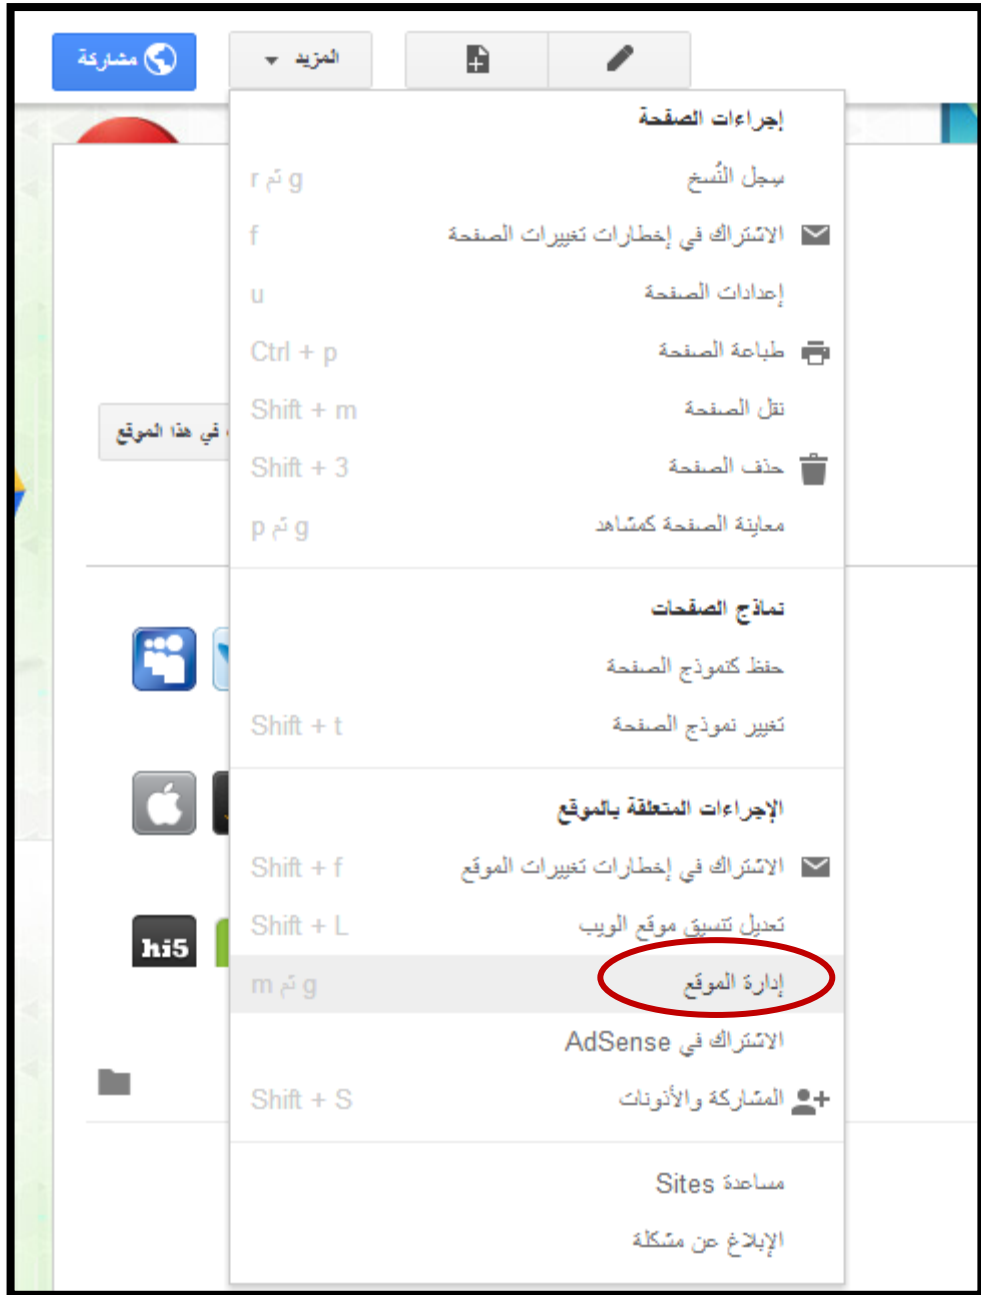 المزيد
مشاركة
إجراءات الصفحة
سجل النُسخ g ثم r
الاشتراك في إخطارات تغييرات الصفحة f
إعدادات الصفحة u
طباعة الصفحة Ctrl + p
نقل الصفحة Shift + m
حذف الصفحة Shift + 3
معاينة الصفحة كمشاهد g ثم p
نماذج الصفحات
حفظ كنموذج الصفحة
تغيير نموذج الصفحة Shift + t
الإجراءات المتعلقة بالموقع
الاشتراك في إخطارات تغييرات الموقع Shift + f
تعديل تنسيق موقع الويب Shift + L
إدارة الموقع g ثم m
الاشتراك في AdSense
المشاركة والأذونات Shift + S
مساعدة Sites
الإبلاغ عن مشكلة
في هذا الموقع
hi5